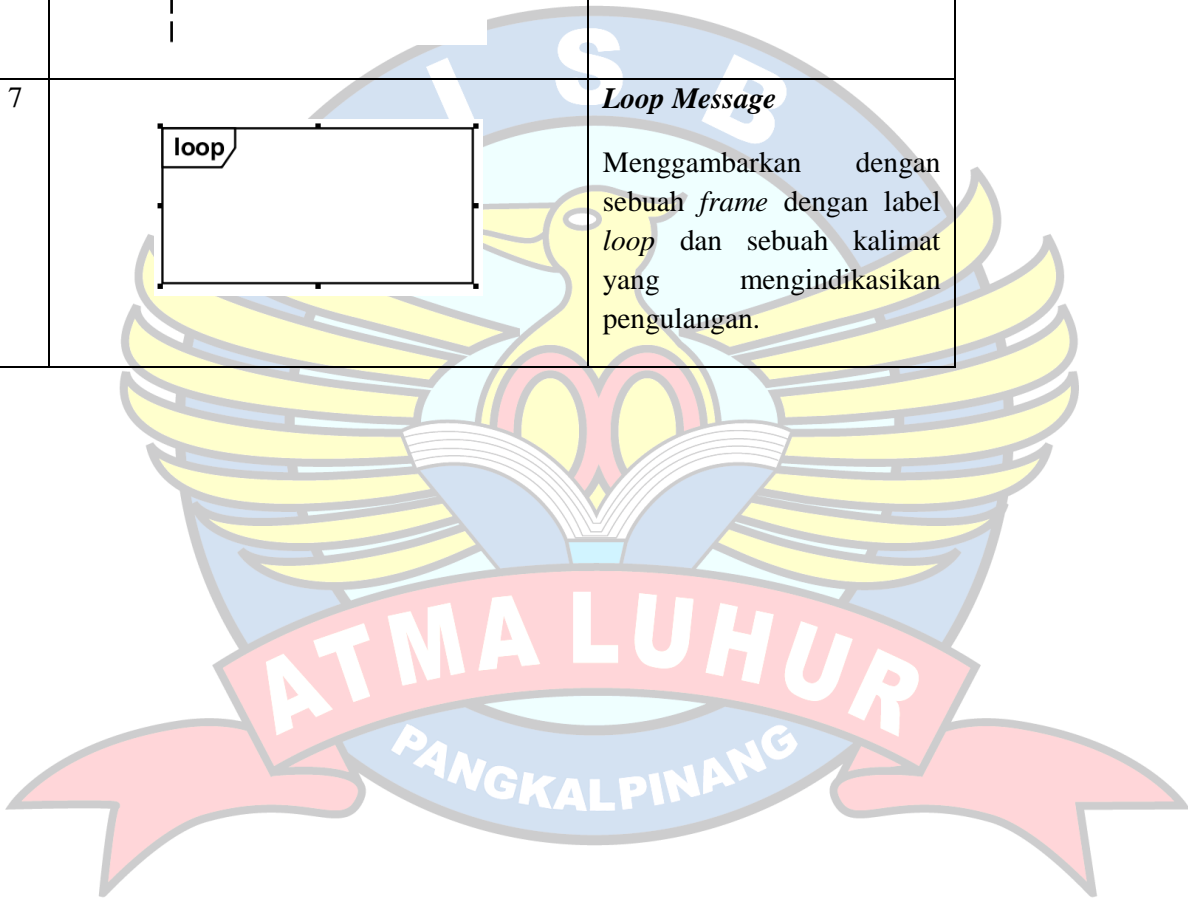 I S B
7
Loop Message
loop
Menggambarkan dengan
sebuah frame dengan label
loop dan sebuah kalimat
yang mengindikasikan
pengulangan.
ATMA LUHUR
PANGKALPINANG